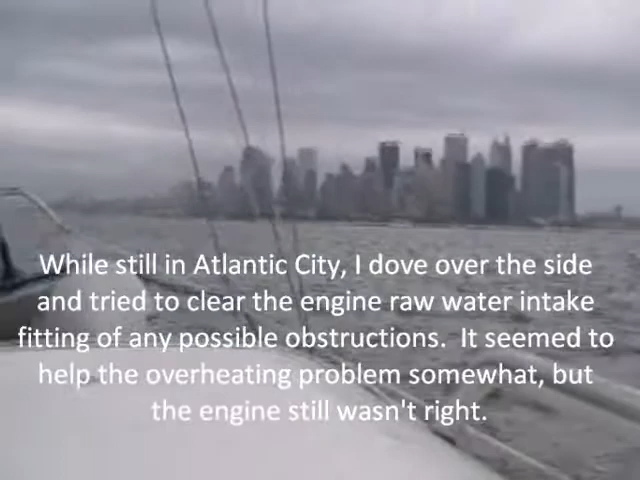 While still in Atlantic City, I dove over the side
and tried to clear the engine raw water intake
fitting of any possible obstructions.  It seemed to
help the overheating problem somewhat, but
the engine still wasn't right.